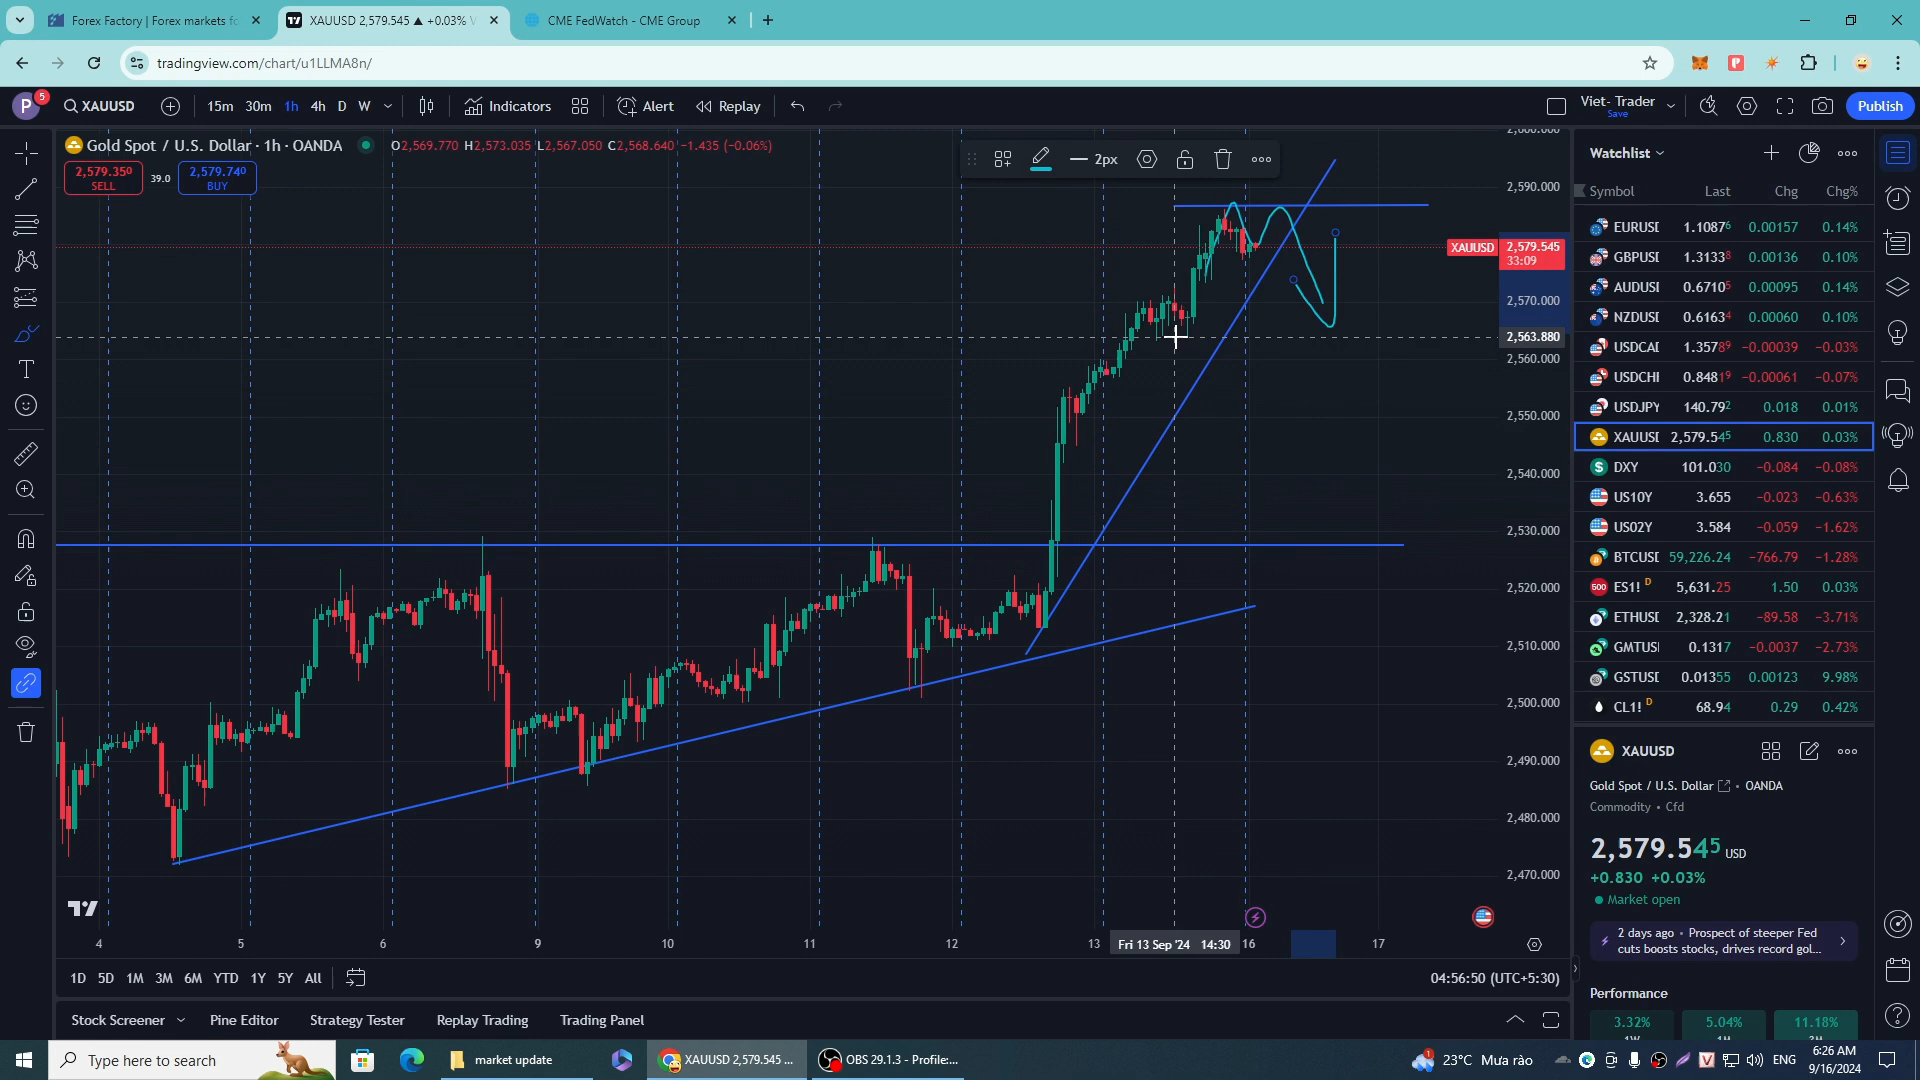 Forex Factory | Forex markets fo
XAUUSD 2,579.545 ▲ +0.03% V
CME FedWatch - CME Group
tradingview.com/chart/u1LLMA8n/
P 5
XAUUSD
15m 30m 1h 4h D W
Indicators
Alert
Replay
Viet- Trader
Save
Publish
Gold Spot / U.S. Dollar · 1h · OANDA
O2,569.770 H2,573.035 L2,567.050 C2,568.640 −1.435 (−0.06%)
2,579.350
SELL
39.0
2,579.740
BUY
2px
2,600.000
2,590.000
XAUUSD 2,579.545
33:09
2,570.000
2,563.880
2,560.000
2,550.000
2,540.000
2,530.000
2,520.000
2,510.000
2,500.000
2,490.000
2,480.000
2,470.000
4 5 6 9 10 11 12 13 Fri 13 Sep '24 14:30 16 17
1D 5D 1M 3M 6M YTD 1Y 5Y All
04:56:50 (UTC+5:30)
Stock Screener Pine Editor Strategy Tester Replay Trading Trading Panel
Watchlist
Symbol Last Chg Chg%
EURUSI 1.10876 0.00157 0.14%
GBPUSI 1.31338 0.00136 0.10%
AUDUSI 0.67105 0.00095 0.14%
NZDUSI 0.61634 0.00060 0.10%
USDCAI 1.35789 −0.00039 −0.03%
USDCHI 0.84819 −0.00061 −0.07%
USDJPY 140.792 0.018 0.01%
XAUUSI 2,579.545 0.830 0.03%
DXY 101.030 −0.084 −0.08%
US10Y 3.655 −0.023 −0.63%
US02Y 3.584 −0.059 −1.62%
BTCUSI 59,226.24 −766.79 −1.28%
500 ES1! D 5,631.25 1.50 0.03%
ETHUSI 2,328.21 −89.58 −3.71%
GMTUSI 0.1317 −0.0037 −2.73%
GSTUSI 0.01355 0.00123 9.98%
CL1! D 68.94 0.29 0.42%
XAUUSD
Gold Spot / U.S. Dollar • OANDA
Commodity • Cfd
2,579.545 USD
+0.830 +0.03%
Market open
2 days ago • Prospect of steeper Fed
cuts boosts stocks, drives record gol...
Performance
3.32% 5.04% 11.18%
Type here to search
market update
XAUUSD 2,579.545 ...
OBS 29.1.3 - Profile:...
1
23°C Mưa rào
ENG
6:26 AM
9/16/2024